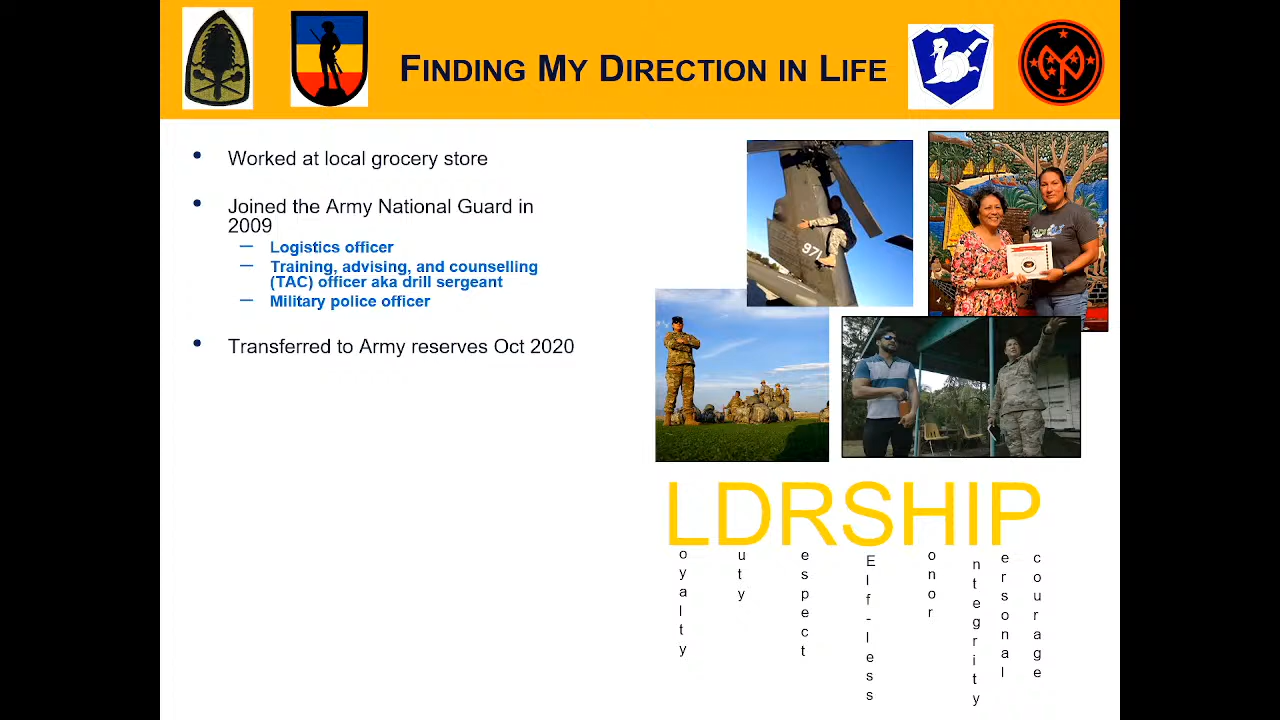 FINDING MY DIRECTION IN LIFE
Worked at local grocery store
Joined the Army National Guard in
2009
Logistics officer
Training, advising, and counselling
(TAC) officer aka drill sergeant
Military police officer
Transferred to Army reserves Oct 2020
971
LDRSHIP
oyalty
uty
espect
Elf-less
onor
ntegrity
ersonal
courage